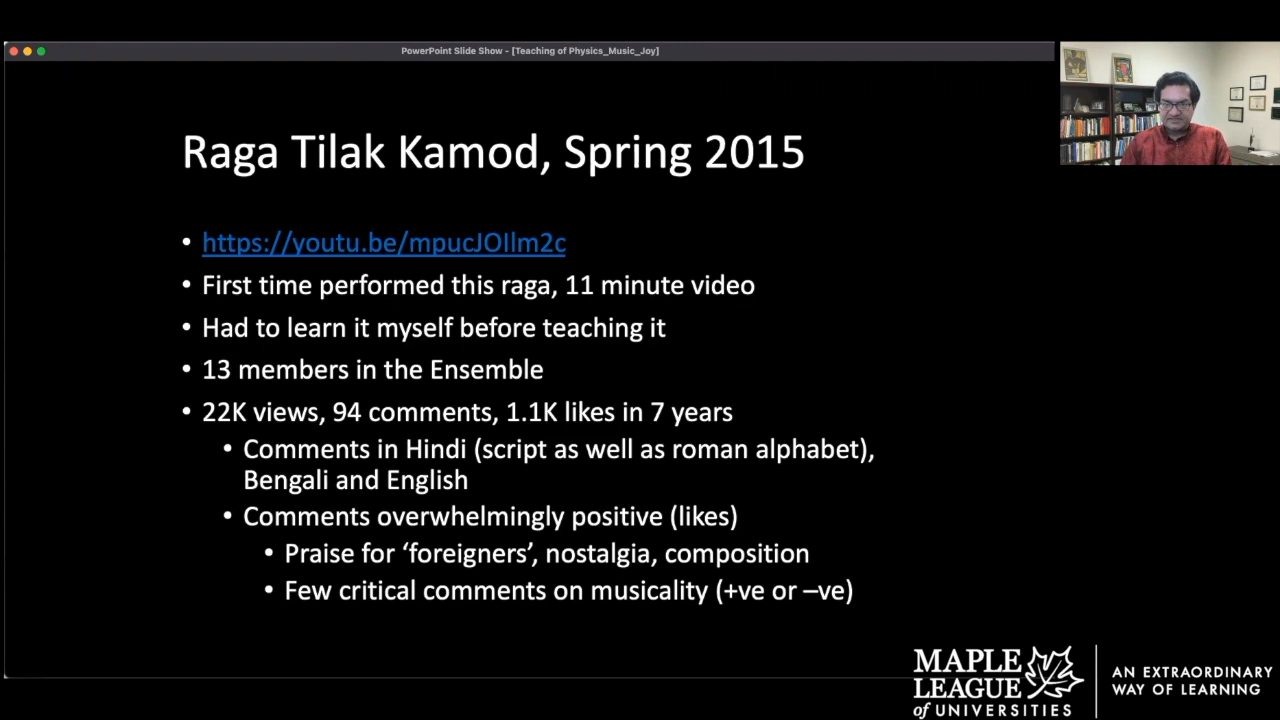 PowerPoint Slide Show - [Teaching of Physics_Music_Joy]
Raga Tilak Kamod, Spring 2015
• https://youtu.be/mpucJOIlm2c
• First time performed this raga, 11 minute video
• Had to learn it myself before teaching it
• 13 members in the Ensemble
• 22K views, 94 comments, 1.1K likes in 7 years
• Comments in Hindi (script as well as roman alphabet),
Bengali and English
• Comments overwhelmingly positive (likes)
• Praise for ‘foreigners’, nostalgia, composition
• Few critical comments on musicality (+ve or –ve)
MAPLE
LEAGUE
of UNIVERSITIES
AN EXTRAORDINARY
WAY OF LEARNING